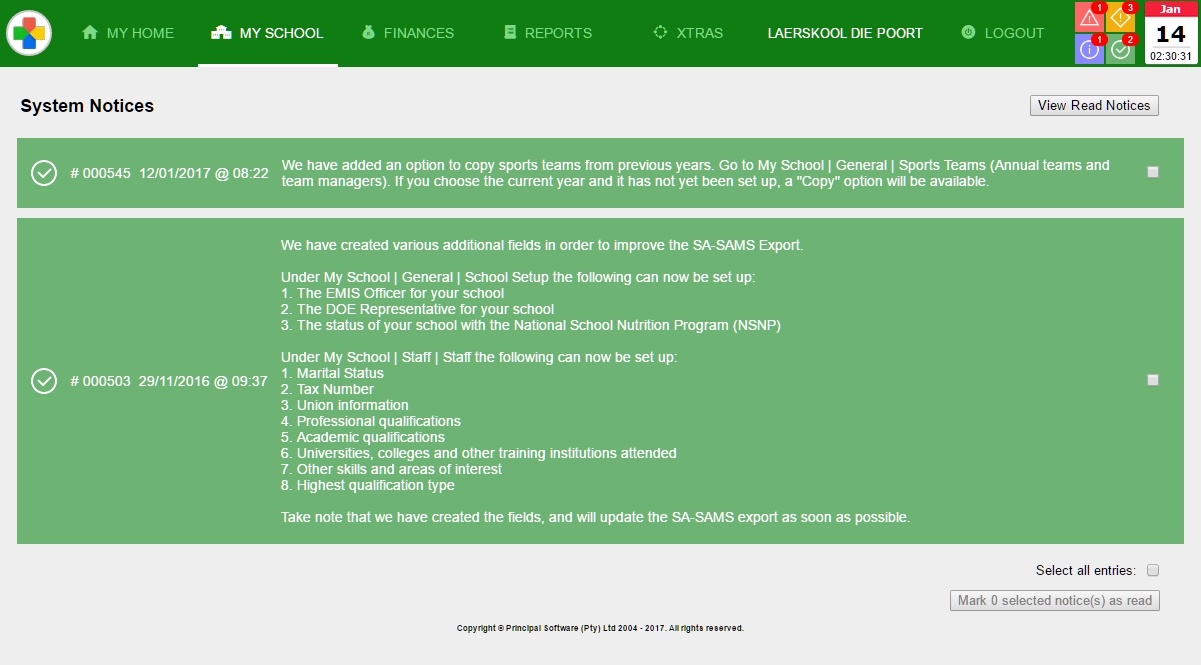 MY HOME
MY SCHOOL
FINANCES
REPORTS
XTRAS
LAERSKOOL DIE POORT
LOGOUT
1
3
1
2
Jan
14
02:30:31
System Notices
View Read Notices
# 000545 12/01/2017 @ 08:22
We have added an option to copy sports teams from previous years. Go to My School | General | Sports Teams (Annual teams and
team managers). If you choose the current year and it has not yet been set up, a "Copy" option will be available.
# 000503 29/11/2016 @ 09:37
We have created various additional fields in order to improve the SA-SAMS Export.
Under My School | General | School Setup the following can now be set up:
1. The EMIS Officer for your school
2. The DOE Representative for your school
3. The status of your school with the National School Nutrition Program (NSNP)
Under My School | Staff | Staff the following can now be set up:
1. Marital Status
2. Tax Number
3. Union information
4. Professional qualifications
5. Academic qualifications
6. Universities, colleges and other training institutions attended
7. Other skills and areas of interest
8. Highest qualification type
Take note that we have created the fields, and will update the SA-SAMS export as soon as possible.
Select all entries:
Mark 0 selected notice(s) as read
Copyright © Principal Software (Pty) Ltd 2004 - 2017. All rights reserved.